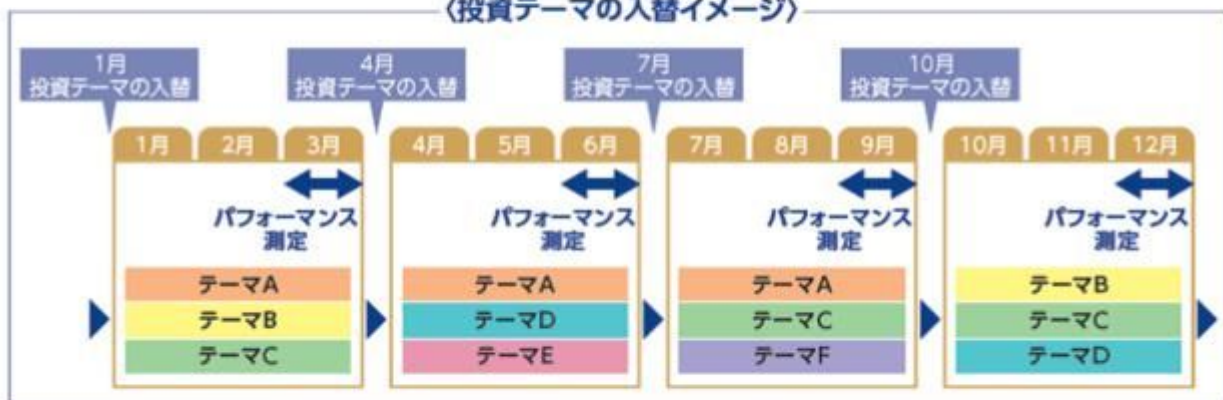 〈投資テーマの入替イメージ〉
1月
投資テーマの入替
4月
投資テーマの入替
7月
投資テーマの入替
10月
投資テーマの入替
1月 2月 3月 4月 5月 6月 7月 8月 9月 10月 11月 12月
パフォーマンス
測定
パフォーマンス
測定
パフォーマンス
測定
パフォーマンス
測定
テーマA テーマA テーマA テーマB
テーマB テーマD テーマC テーマC
テーマC テーマE テーマF テーマD